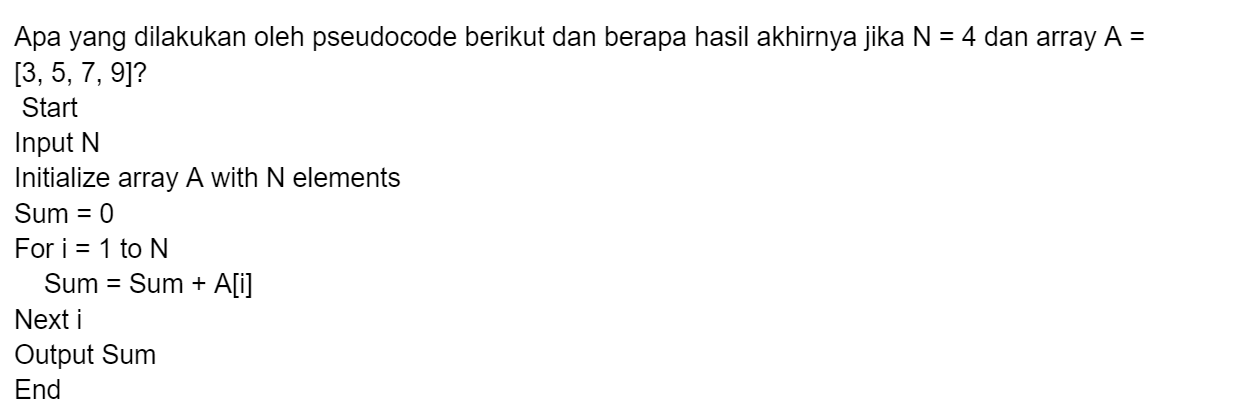 Apa yang dilakukan oleh pseudocode berikut dan berapa hasil akhirnya jika N = 4 dan array A =
[3, 5, 7, 9]?
Start
Input N
Initialize array A with N elements
Sum = 0
For i = 1 to N
Sum = Sum + A[i]
Next i
Output Sum
End